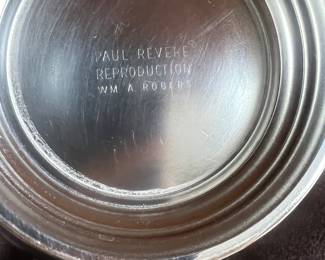 PAUL REVERE
REPRODUCTION
WM A ROGERS